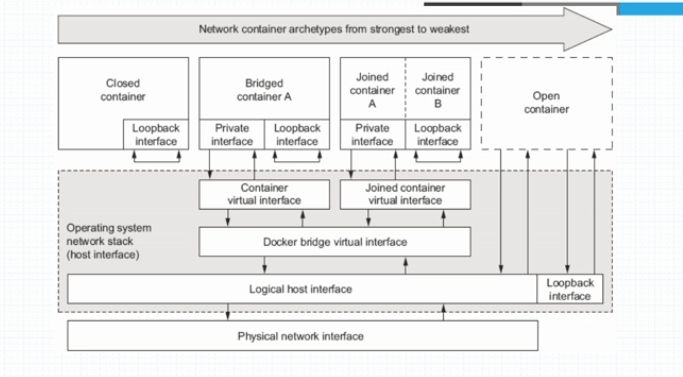 Network container archetypes from strongest to weakest
Closed
container
Loopback
interface
Bridged
container A
Private
interface
Loopback
interface
Joined
container
A
Joined
container
B
Private
interface
Loopback
interface
Open
container
Container
virtual interface
Joined container
virtual interface
Operating system
network stack
(host interface)
Docker bridge virtual interface
Logical host interface
Loopback
interface
Physical network interface